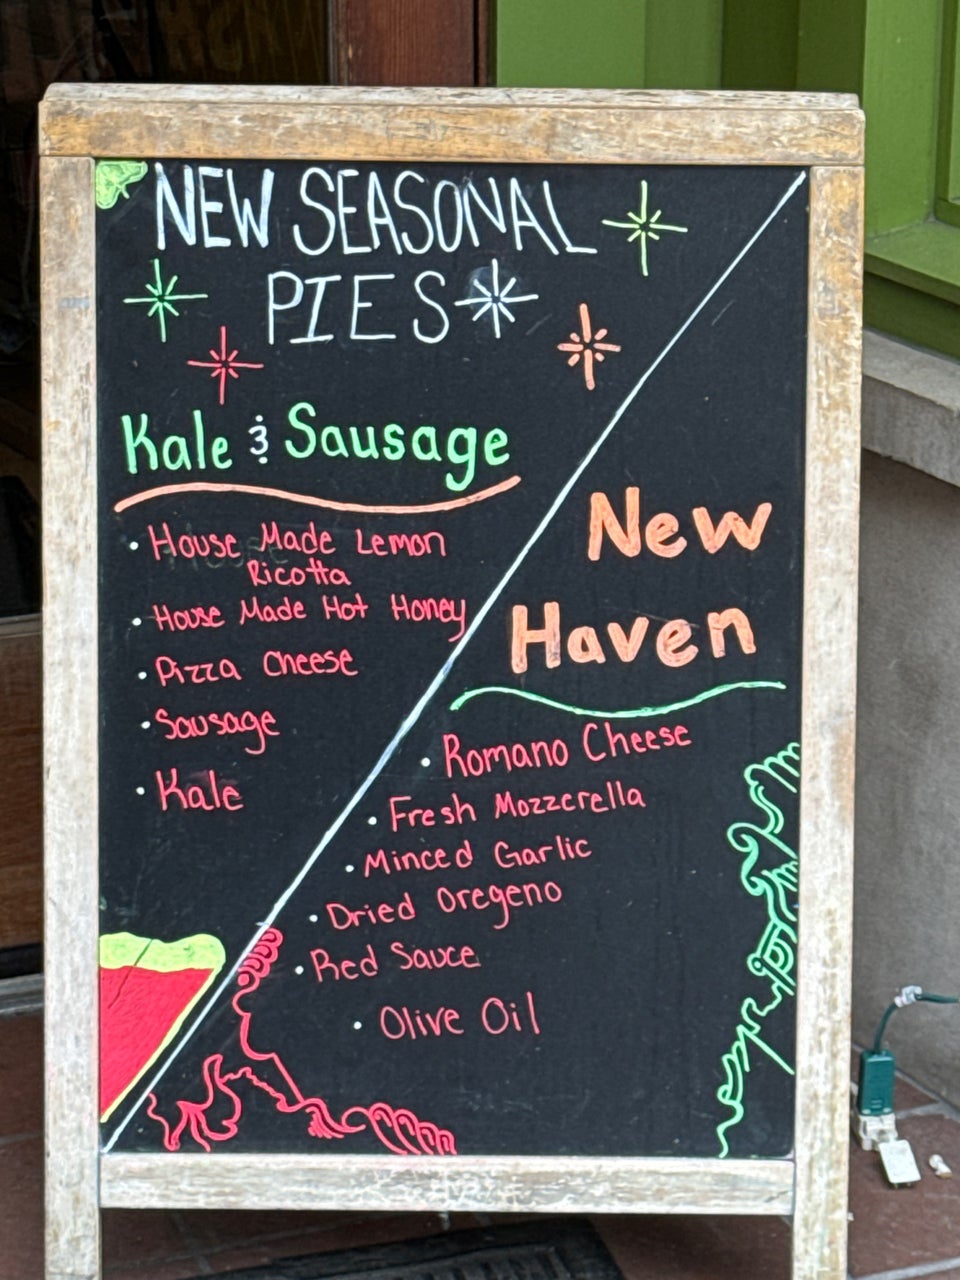 NEW SEASONAL
PIES
Kale & Sausage
• House Made Lemon
Ricotta
• House Made Hot Honey
• Pizza Cheese
• Sausage
• Kale
New
Haven
• Romano Cheese
• Fresh Mozzerella
• Minced Garlic
• Dried Oregeno
• Red Sauce
• Olive Oil